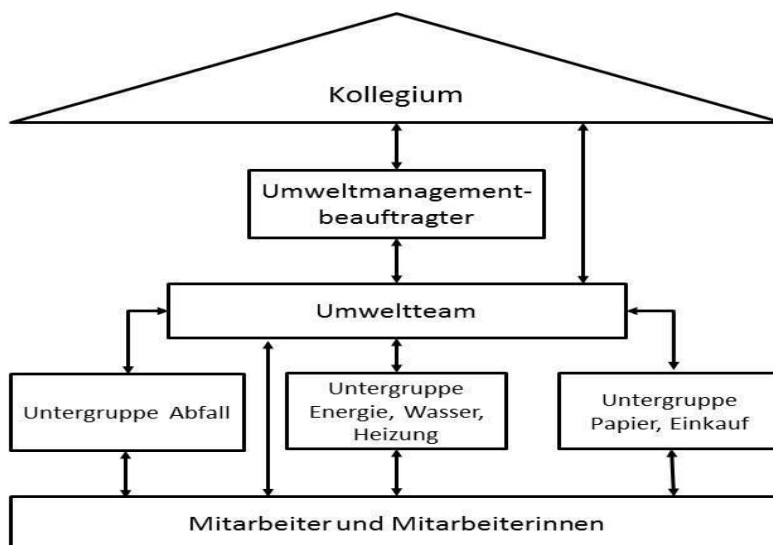 Kollegium
Umweltmanagement-
beauftragter
Umweltteam
Untergruppe Abfall
Untergruppe
Energie, Wasser,
Heizung
Untergruppe
Papier, Einkauf
Mitarbeiter und Mitarbeiterinnen